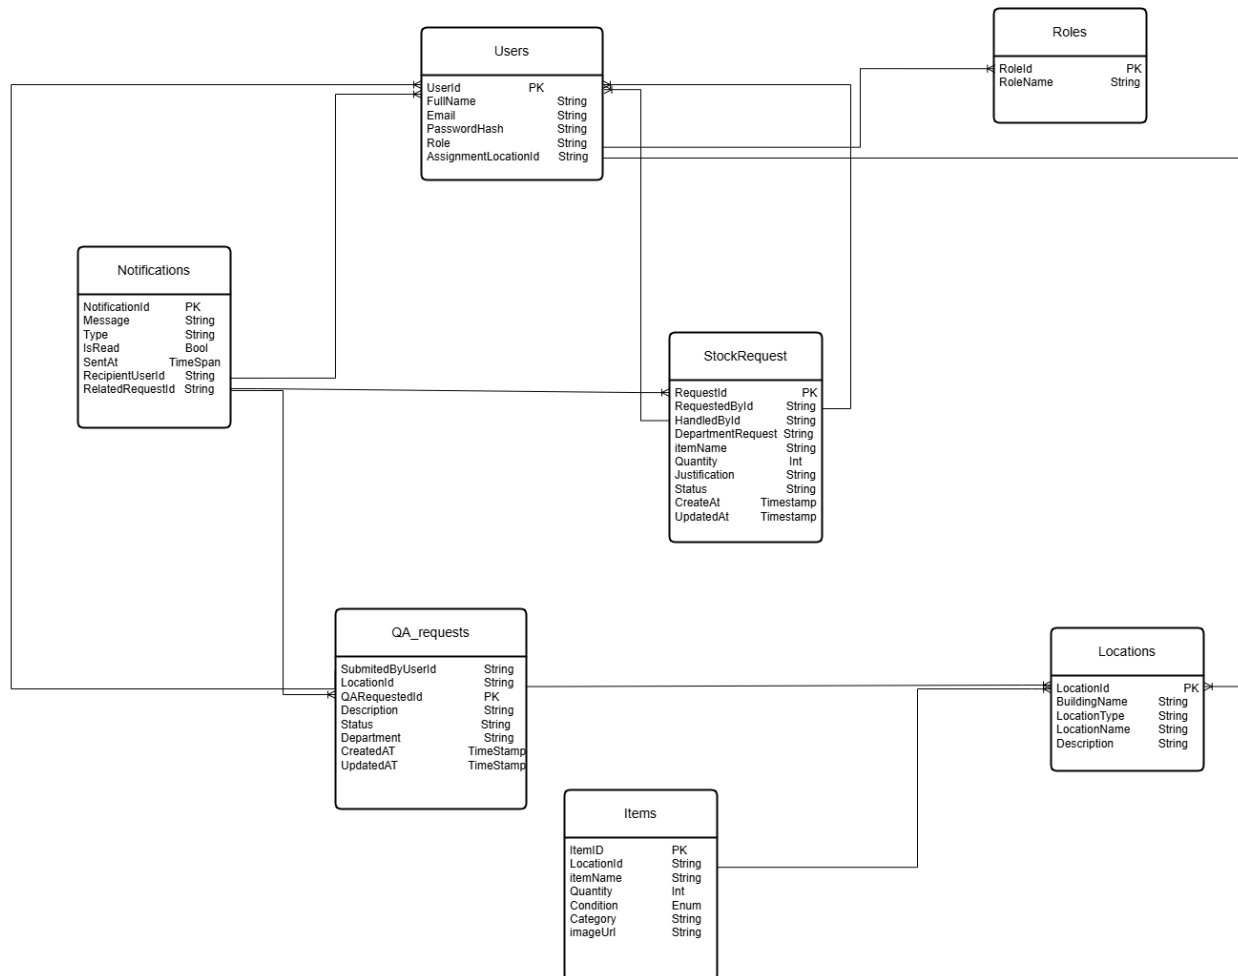 Users
UserId PK
FullName String
Email String
PasswordHash String
Role String
AssignmentLocationId String
Roles
RoleId PK
RoleName String
Notifications
NotificationId PK
Message String
Type String
IsRead Bool
SentAt TimeSpan
RecipientUserId String
RelatedRequestId String
StockRequest
RequestId PK
RequestedById String
HandledById String
DepartmentRequest String
itemName String
Quantity Int
Justification String
Status String
CreateAt Timestamp
UpdatedAt Timestamp
QA_requests
SubmitedByUserId String
LocationId String
QARequestedId PK
Description String
Status String
Department String
CreatedAT TimeStamp
UpdatedAT TimeStamp
Locations
LocationId PK
BuildingName String
LocationType String
LocationName String
Description String
Items
ItemID PK
LocationId String
itemName String
Quantity Int
Condition Enum
Category String
imageUrl String